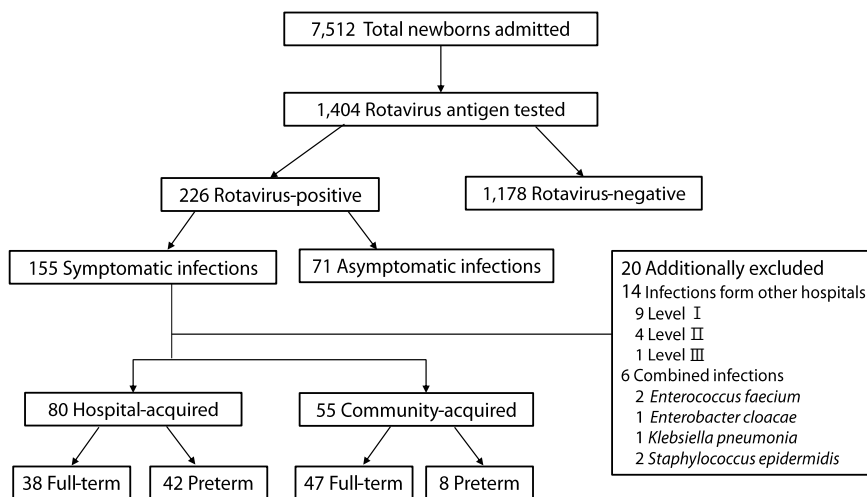 7,512 Total newborns admitted
1,404 Rotavirus antigen tested
226 Rotavirus-positive
1,178 Rotavirus-negative
155 Symptomatic infections
71 Asymptomatic infections
20 Additionally excluded
14 Infections form other hospitals
9 Level Ⅰ
4 Level Ⅱ
1 Level Ⅲ
6 Combined infections
2 Enterococcus faecium
1 Enterobacter cloacae
1 Klebsiella pneumonia
2 Staphylococcus epidermidis
80 Hospital-acquired
55 Community-acquired
38 Full-term
42 Preterm
47 Full-term
8 Preterm